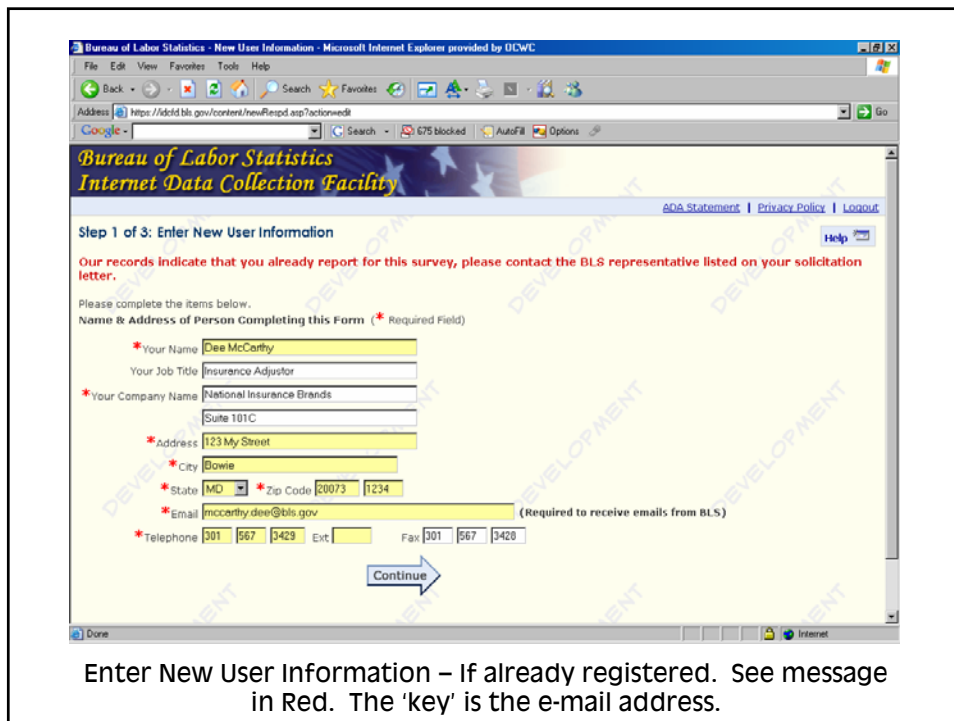 Bureau of Labor Statistics - New User Information - Microsoft Internet Explorer provided by OCWC
File Edit View Favorites Tools Help
Back Search Favorites
Address https://idcfd.bls.gov/content/newRespd.asp?action=edit Go
Google - Search 675 blocked AutoFill Options
Bureau of Labor Statistics
Internet Data Collection Facility
ADA Statement | Privacy Policy | Logout
Step 1 of 3: Enter New User Information
Help
Our records indicate that you already report for this survey, please contact the BLS representative listed on your solicitation
letter.
Please complete the items below.
Name & Address of Person Completing this Form (* Required Field)
*Your Name Dee McCarthy
Your Job Title Insurance Adjustor
*Your Company Name National Insurance Brands
Suite 101C
*Address 123 My Street
*City Bowie
*State MD *Zip Code 20073 1234
*Email mccarthy.dee@bls.gov (Required to receive emails from BLS)
*Telephone 301 567 3429 Ext Fax 301 567 3428
Continue
DEVELOPMENT
Done Internet
Enter New User Information – If already registered. See message
in Red. The ‘key’ is the e-mail address.